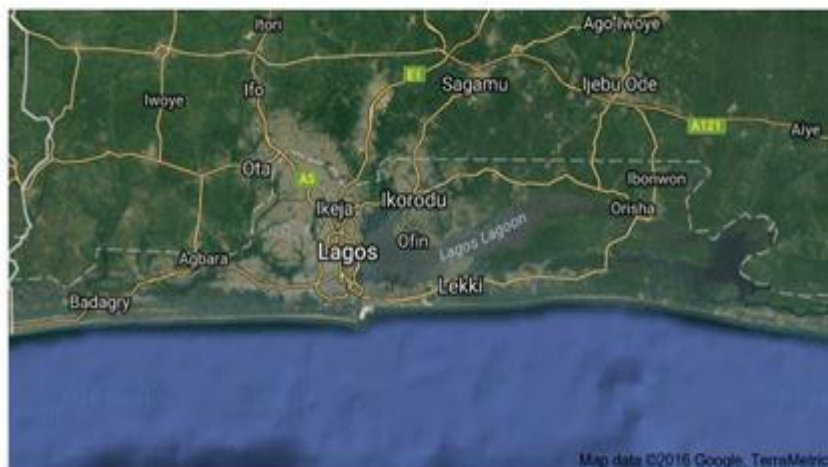 Itori
Ago Iwoye
E1
Sagamu
Ijebu Ode
Ifo
Iwoye
A121
Aiye
Ota
A5
Ibonwon
Ikeja
Ikorodu
Orisha
Ofin
Lagos Lagoon
Lagos
Agbara
Lekki
Badagry
Map data ©2016 Google, TerraMetric